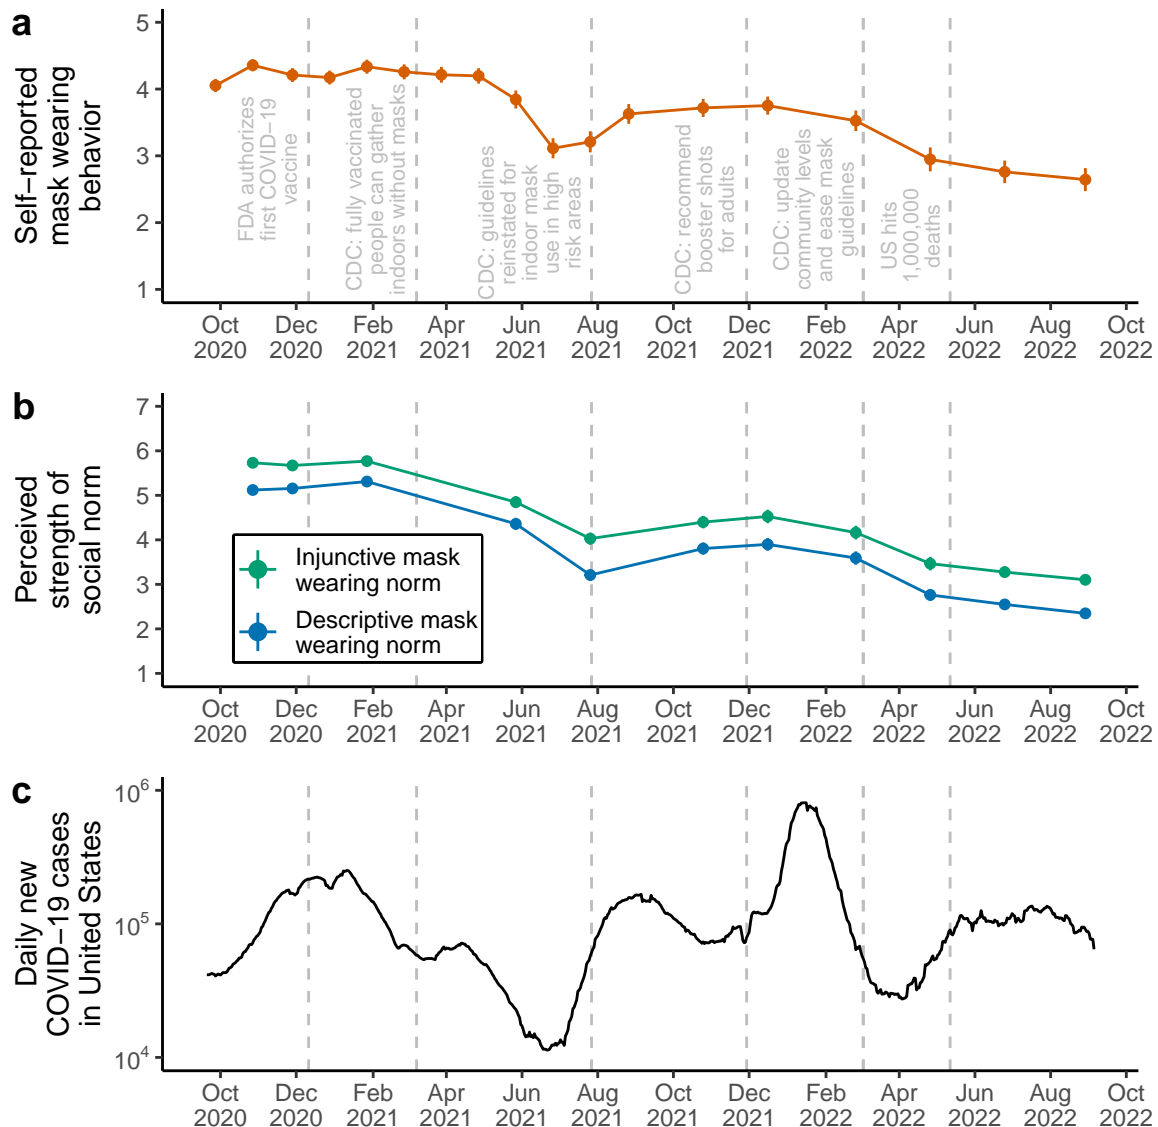 a
Self−reported
mask wearing
behavior
5
4
3
2
1
FDA authorizes
first COVID−19
vaccine
CDC: fully vaccinated
people can gather
indoors without masks
CDC: guidelines
reinstated for
indoor mask
use in high
risk areas
CDC: recommend
booster shots
for adults
CDC: update
community levels
and ease mask
guidelines
US hits
1,000,000
deaths
Oct Dec Feb Apr Jun Aug Oct Dec Feb Apr Jun Aug Oct
2020 2020 2021 2021 2021 2021 2021 2021 2022 2022 2022 2022 2022
b
Perceived
strength of
social norm
7
6
5
4
3
2
1
Injunctive mask
wearing norm
Descriptive mask
wearing norm
Oct Dec Feb Apr Jun Aug Oct Dec Feb Apr Jun Aug Oct
2020 2020 2021 2021 2021 2021 2021 2021 2022 2022 2022 2022 2022
c
Daily new
COVID−19 cases
in United States
10^6
10^5
10^4
Oct Dec Feb Apr Jun Aug Oct Dec Feb Apr Jun Aug Oct
2020 2020 2021 2021 2021 2021 2021 2021 2022 2022 2022 2022 2022